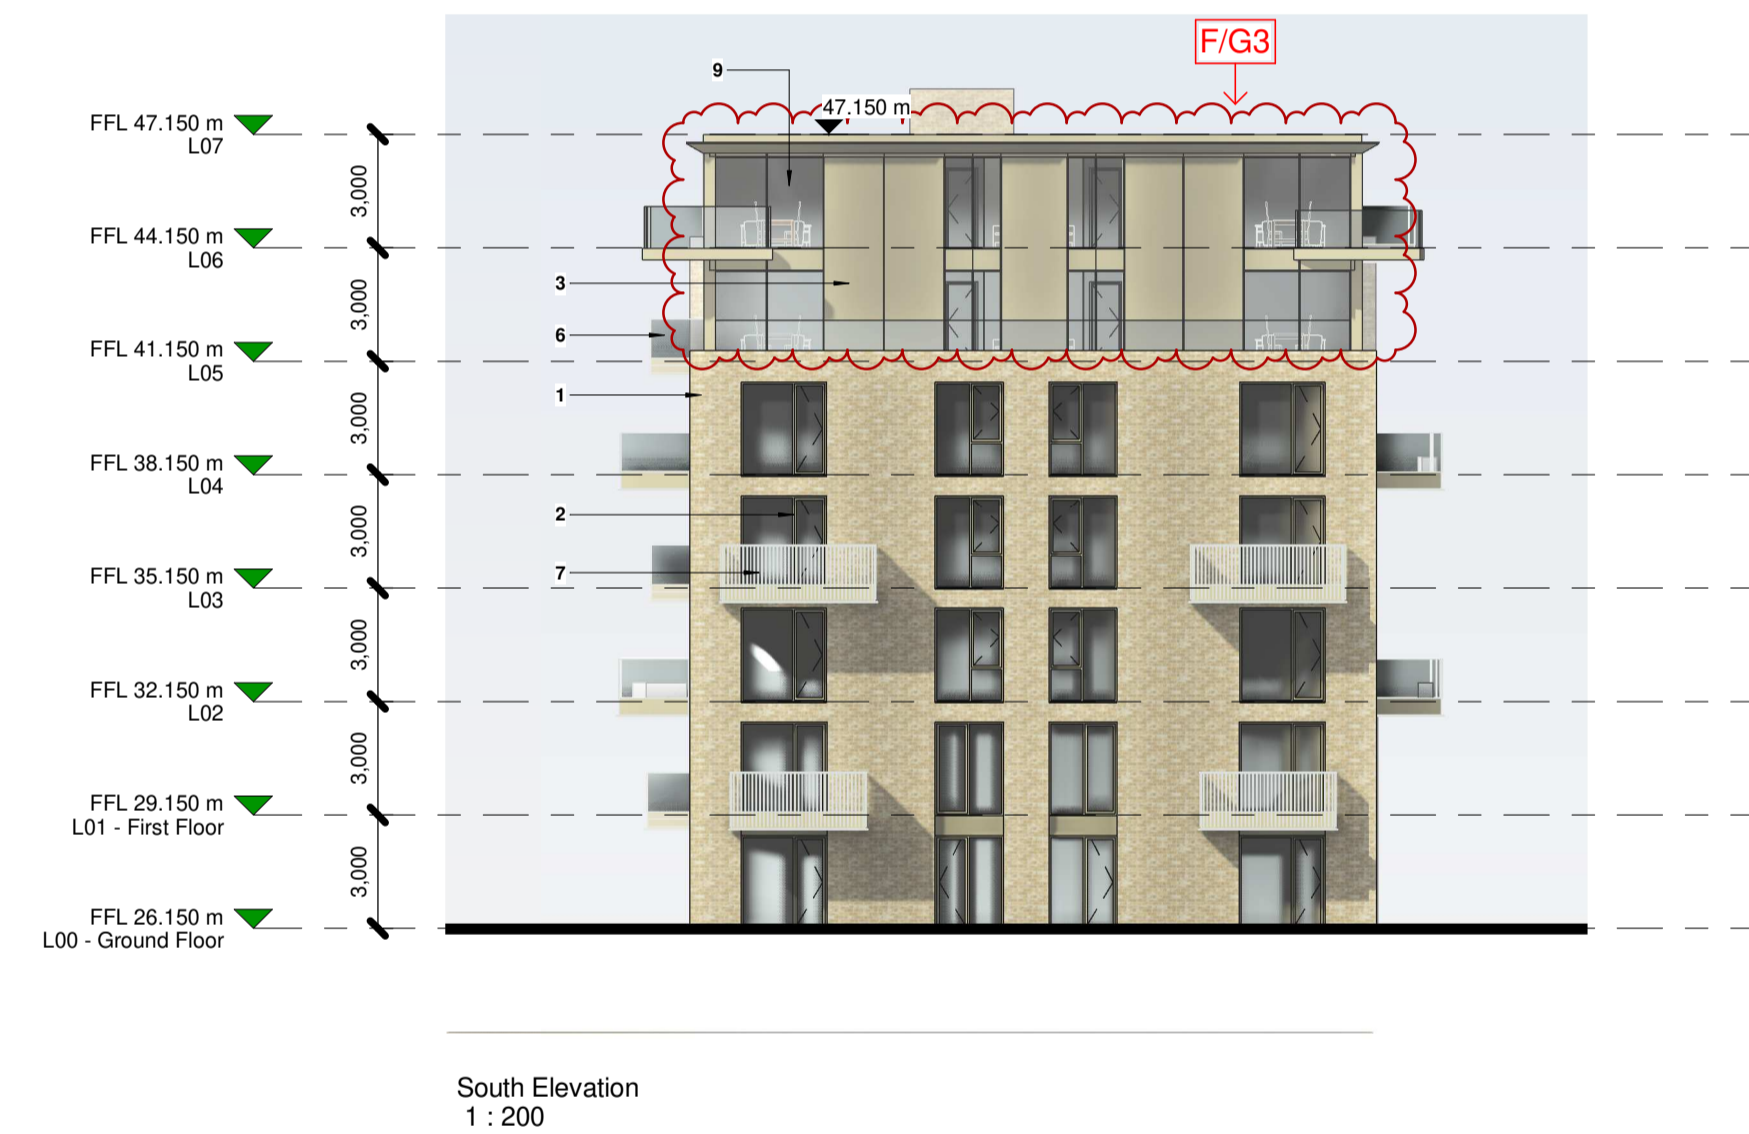 F/G3
9
47.150 m
FFL 47.150 m
L07
3,000
FFL 44.150 m
L06
3
3,000
6
FFL 41.150 m
L05
1
3,000
FFL 38.150 m
L04
2
3,000
7
FFL 35.150 m
L03
3,000
FFL 32.150 m
L02
3,000
FFL 29.150 m
L01 - First Floor
3,000
FFL 26.150 m
L00 - Ground Floor
South Elevation
1 : 200